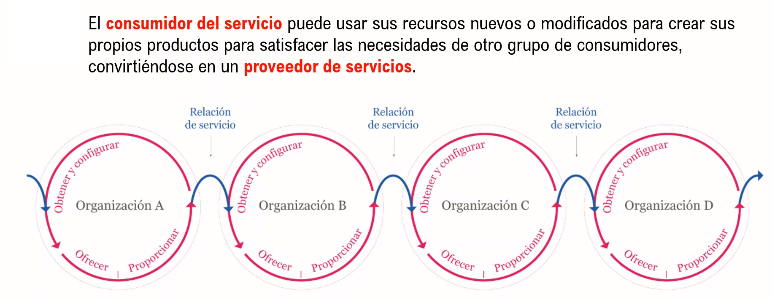 El consumidor del servicio puede usar sus recursos nuevos o modificados para crear sus
propios productos para satisfacer las necesidades de otro grupo de consumidores,
convirtiéndose en un proveedor de servicios.
Relación
de servicio
Relación
de servicio
Relación
de servicio
Obtener y configurar
Organización A
Ofrecer | Proporcionar
Obtener y configurar
Organización B
Ofrecer | Proporcionar
Obtener y configurar
Organización C
Ofrecer | Proporcionar
Obtener y configurar
Organización D
Ofrecer | Proporcionar